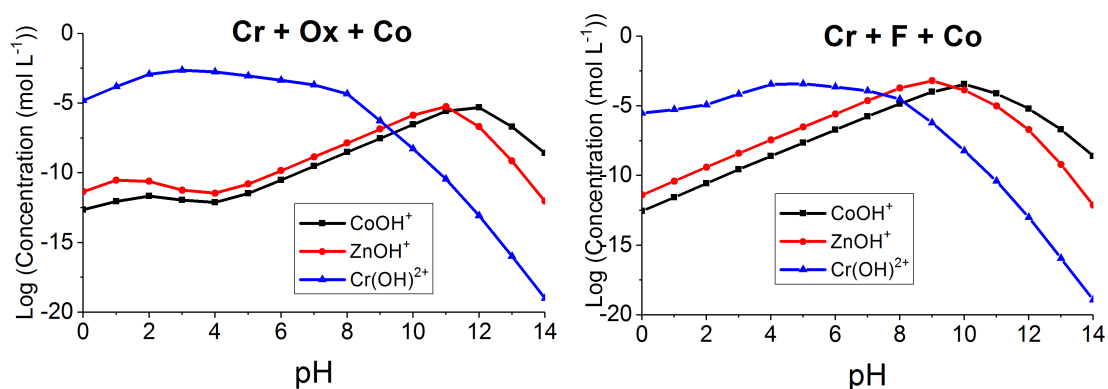 Cr + Ox + Co
Log (Concentration (mol L⁻¹))
0
-5
-10
-15
-20
CoOH⁺
ZnOH⁺
Cr(OH)²⁺
0 2 4 6 8 10 12 14
pH
Cr + F + Co
Log (Concentration (mol L⁻¹))
0
-5
-10
-15
-20
CoOH⁺
ZnOH⁺
Cr(OH)²⁺
0 2 4 6 8 10 12 14
pH